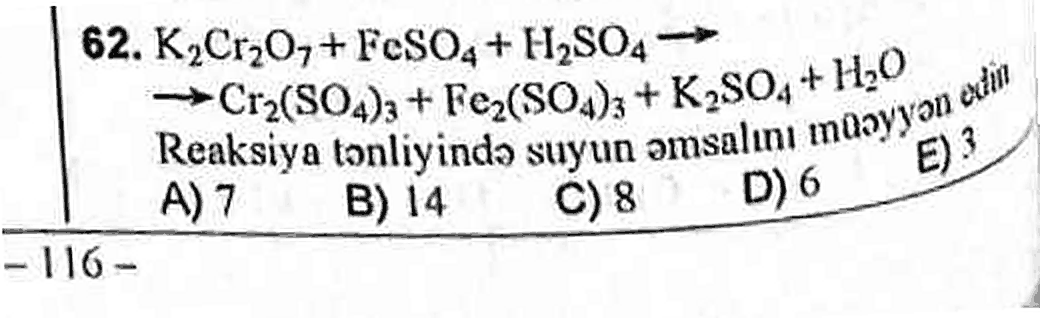 62. K₂Cr₂O₇ + FeSO₄ + H₂SO₄ →
→ Cr₂(SO₄)₃ + Fe₂(SO₄)₃ + K₂SO₄ + H₂O
Reaksiya tənliyində suyun əmsalını müəyyən edin
A) 7 B) 14 C) 8 D) 6 E) 3
– 116 –